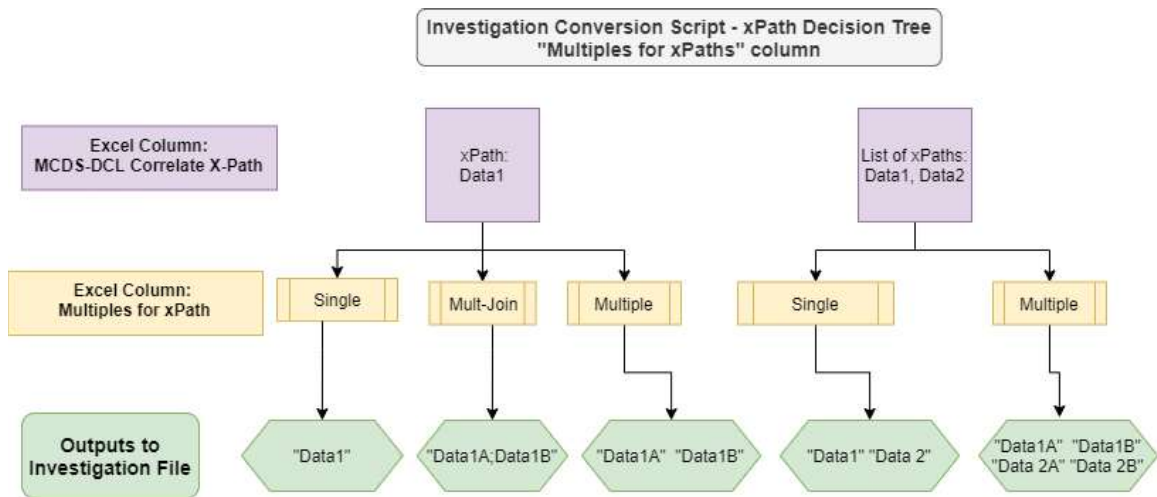 Investigation Conversion Script - xPath Decision Tree
"Multiples for xPaths" column
Excel Column:
MCDS-DCL Correlate X-Path
xPath:
Data1
List of xPaths:
Data1, Data2
Excel Column:
Multiples for xPath
Single
Mult-Join
Multiple
Single
Multiple
Outputs to
Investigation File
"Data1"
"Data1A;Data1B"
"Data1A" "Data1B"
"Data1" "Data 2"
"Data1A" "Data1B"
"Data 2A" "Data 2B"